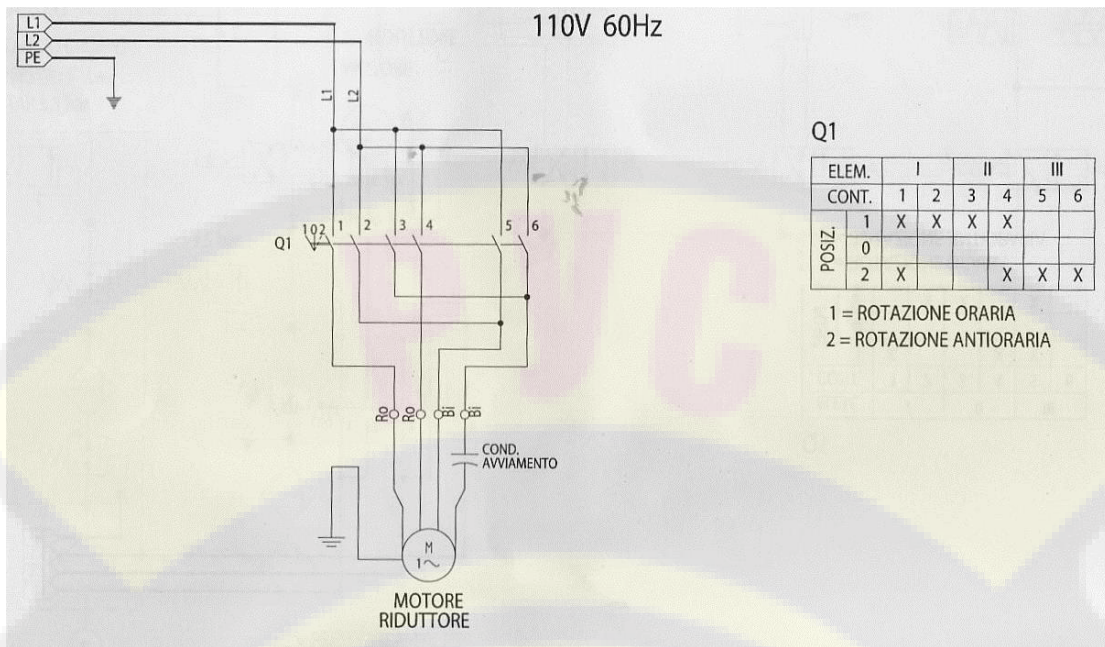 110V 60Hz
L1
L2
PE
L1 L2
Q1
ELEM. I II III
CONT. 1 2 3 4 5 6
POSIZ.
1 X X X X
0
2 X X X X
1 = ROTAZIONE ORARIA
2 = ROTAZIONE ANTIORARIA
Q1 102 1 2 3 4 5 6
РУС
Ro Ro Bi Bi
COND.
AVVIAMENTO
M
1~
MOTORE
RIDUTTORE